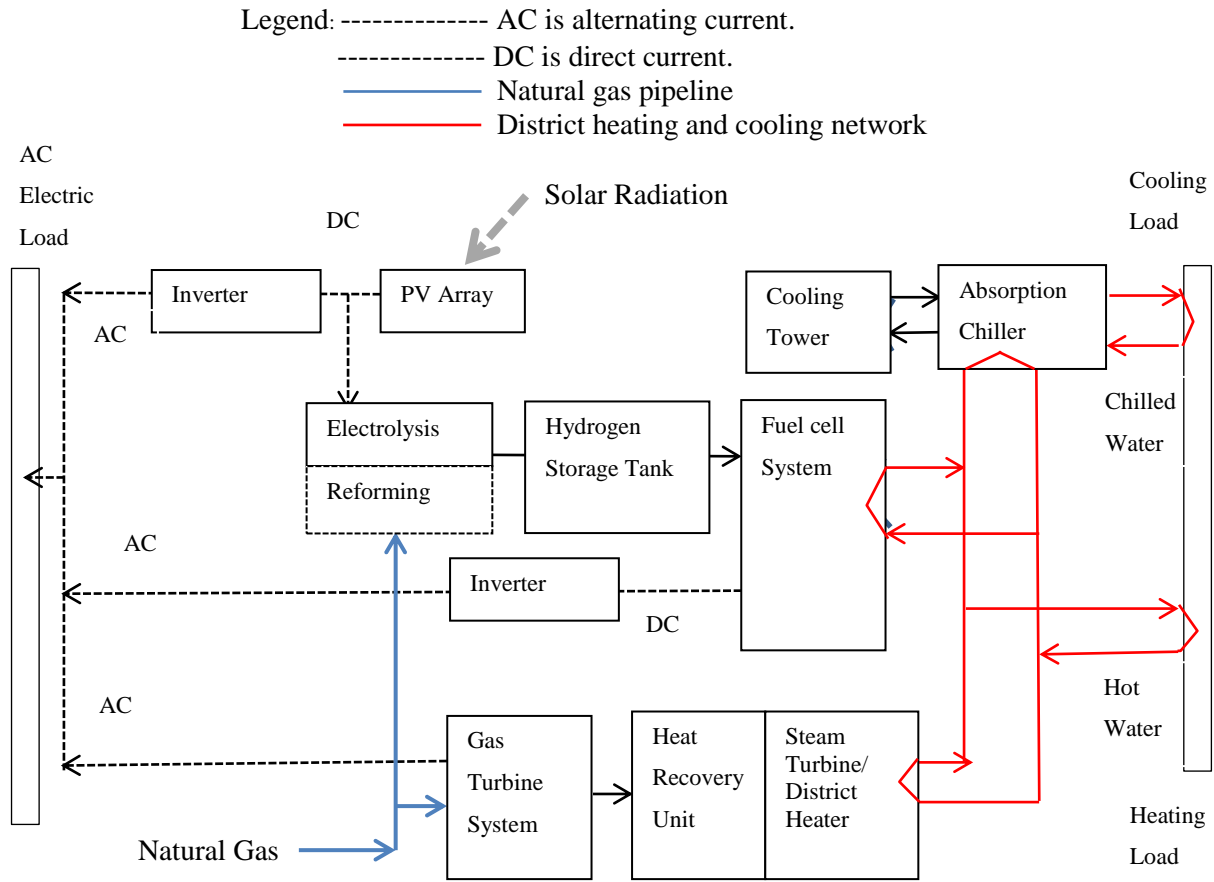 Legend: AC is alternating current.
DC is direct current.
Natural gas pipeline
District heating and cooling network
AC
Electric
Load
DC
Solar Radiation
Cooling
Load
Inverter
PV Array
Cooling
Tower
Absorption
Chiller
AC
Electrolysis
Reforming
Hydrogen
Storage Tank
Fuel cell
System
Chilled
Water
AC
Inverter
DC
Hot
Water
AC
Gas
Turbine
System
Heat
Recovery
Unit
Steam
Turbine/
District
Heater
Natural Gas
Heating
Load